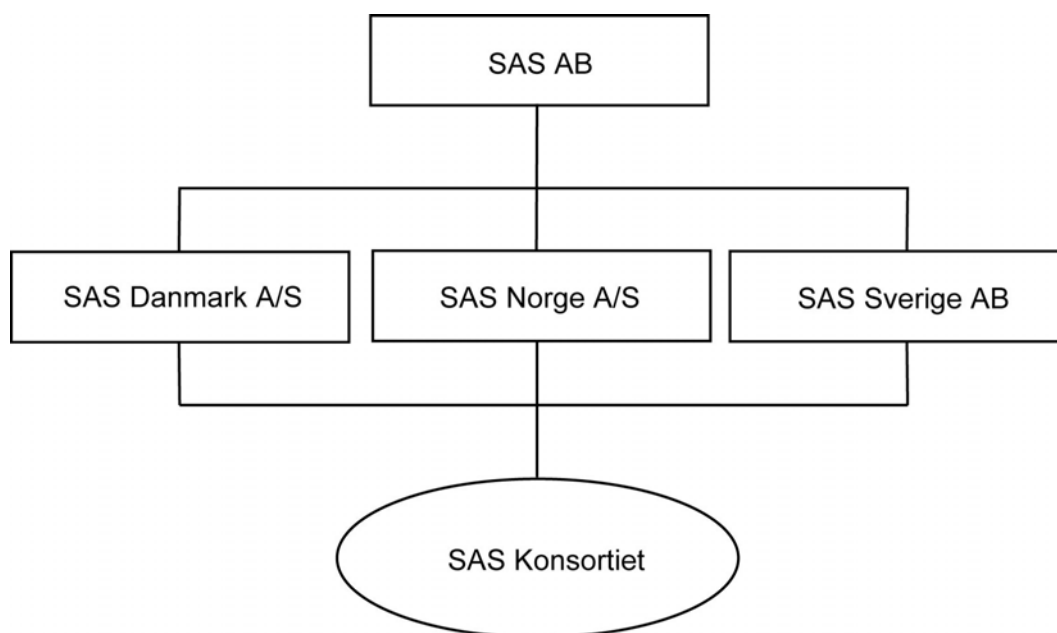 SAS AB
SAS Danmark A/S
SAS Norge A/S
SAS Sverige AB
SAS Konsortiet